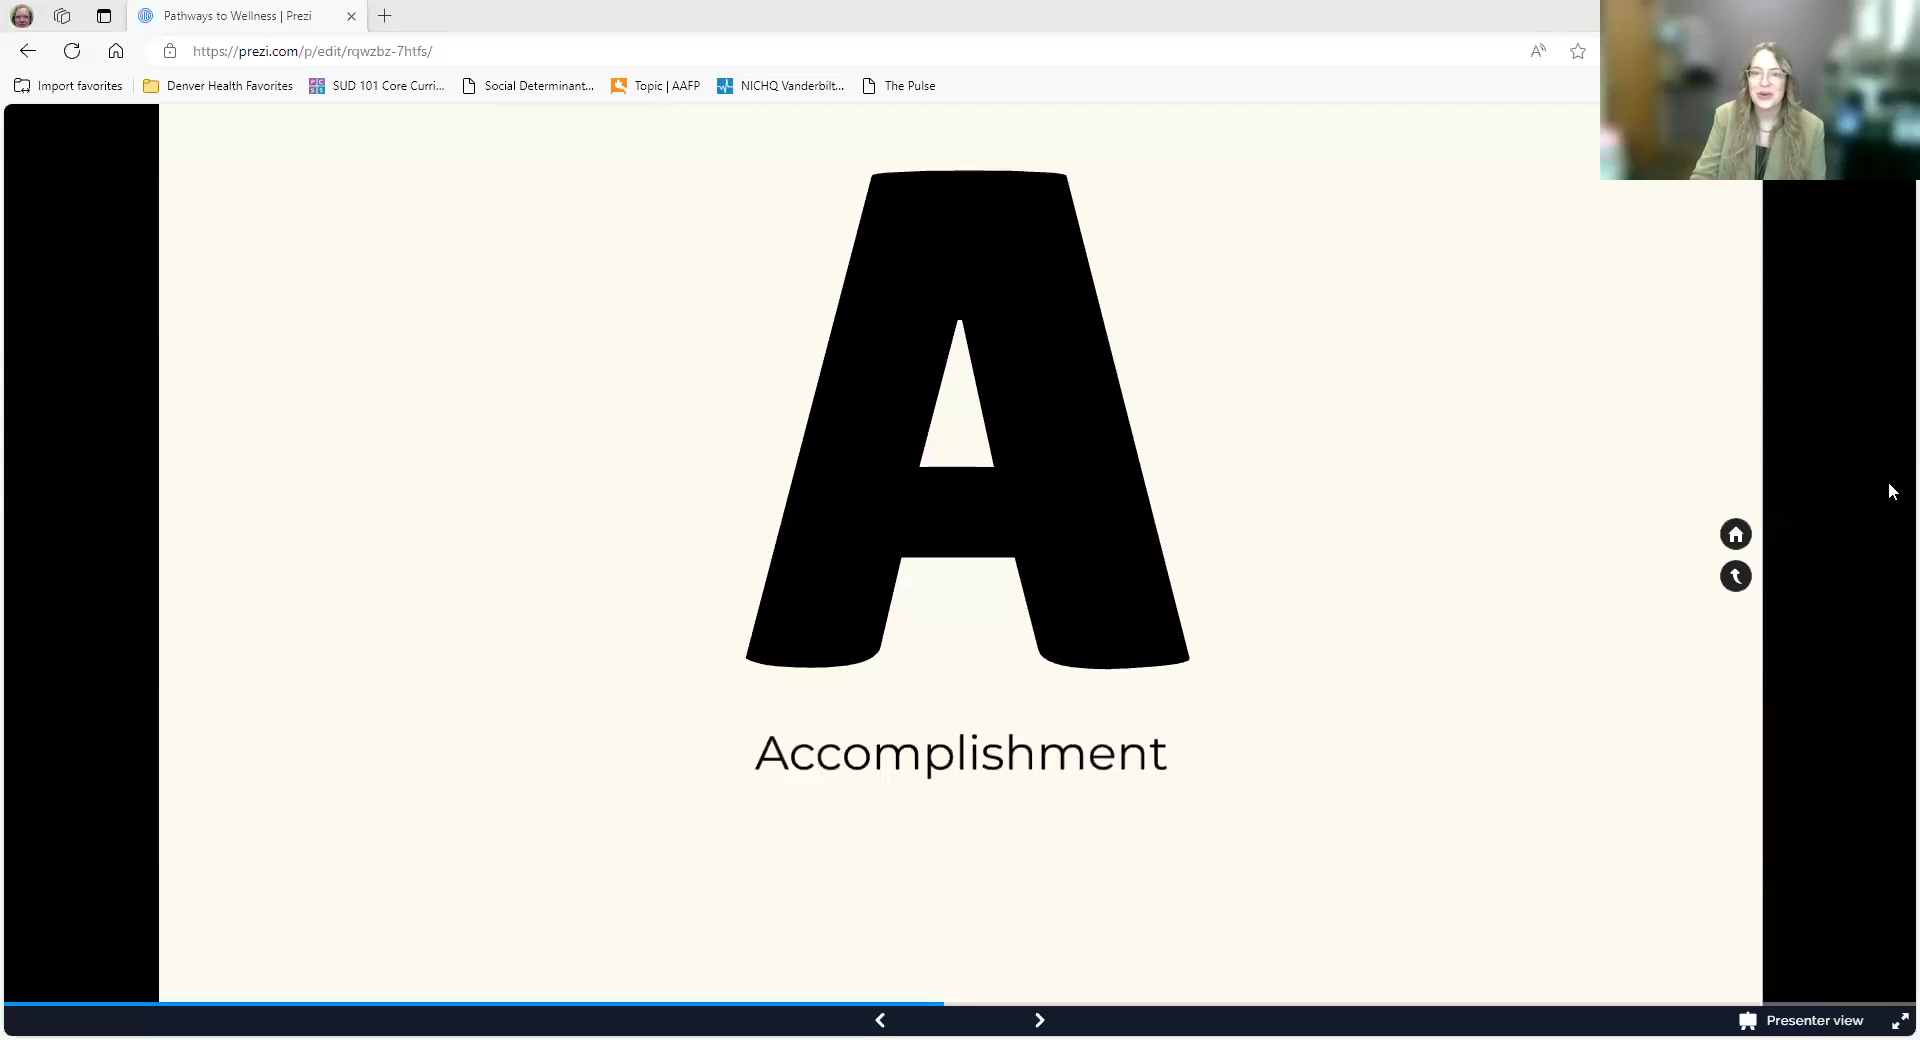 Pathways to Wellness | Prezi
https://prezi.com/p/edit/rqwzbz-7htfs/
Import favorites
Denver Health Favorites
SUD 101 Core Curri...
Social Determinant...
Topic | AAFP
NICHQ Vanderbilt...
The Pulse
A
Accomplishment
Presenter view